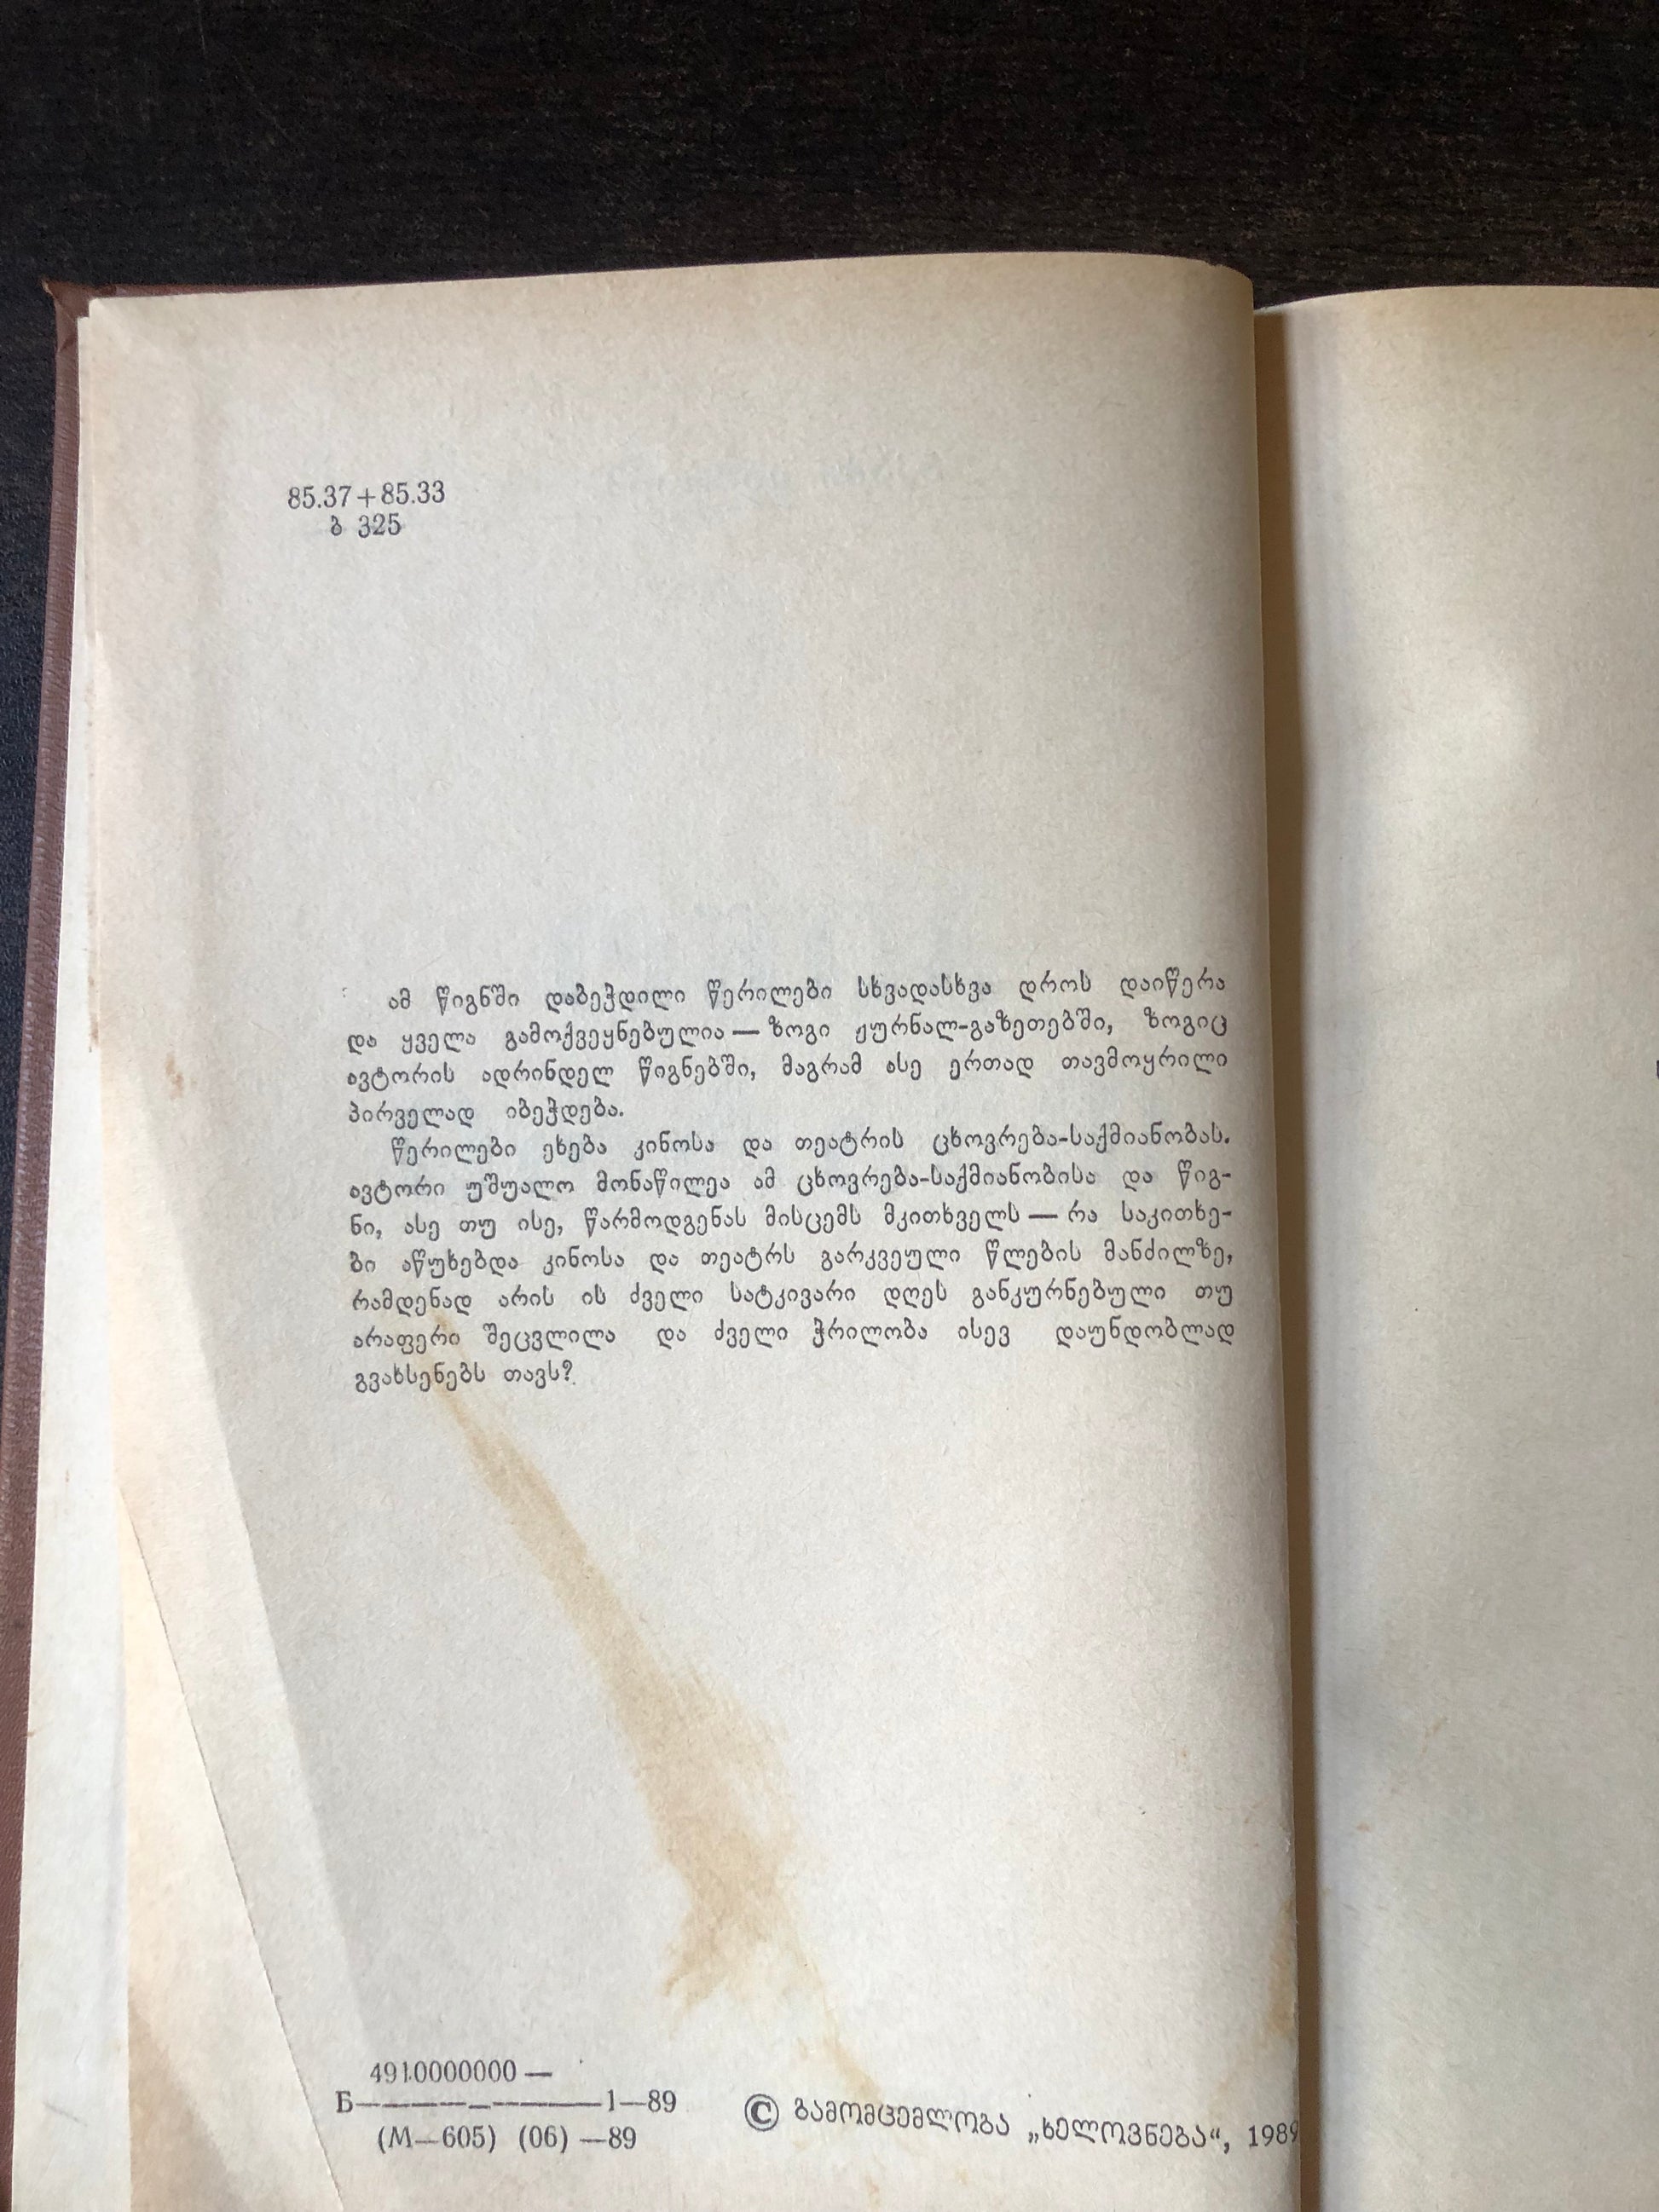 85.37+85.33
ბ 325
ამ წიგნში დაბეჭდილი წერილები სხვადასხვა დროს დაიწერა
და ყველა გამოქვეყნებულია — ზოგი ჟურნალ-გაზეთებში, ზოგიც
ავტორის ადრინდელ წიგნებში, მაგრამ ასე ერთად თავმოყრილი
პირველად იბეჭდება.
წერილები ეხება კინოსა და თეატრის ცხოვრება-საქმიანობას.
ავტორი უშუალო მონაწილეა ამ ცხოვრება-საქმიანობისა და წიგ-
ნი, ასე თუ ისე, წარმოდგენას მისცემს მკითხველს — რა საკითხე-
ბი აწუხებდა კინოსა და თეატრს გარკვეული წლების მანძილზე,
რამდენად არის ის ძველი სატკივარი დღეს განკურნებული თუ
არაფერი შეცვლილა და ძველი ჭრილობა ისევ დაუნდობლად
გვახსენებს თავს?
4910000000 —
Б—————————1—89
(М—605) (06) —89
© გამომცემლობა „ხელოვნება“, 1989